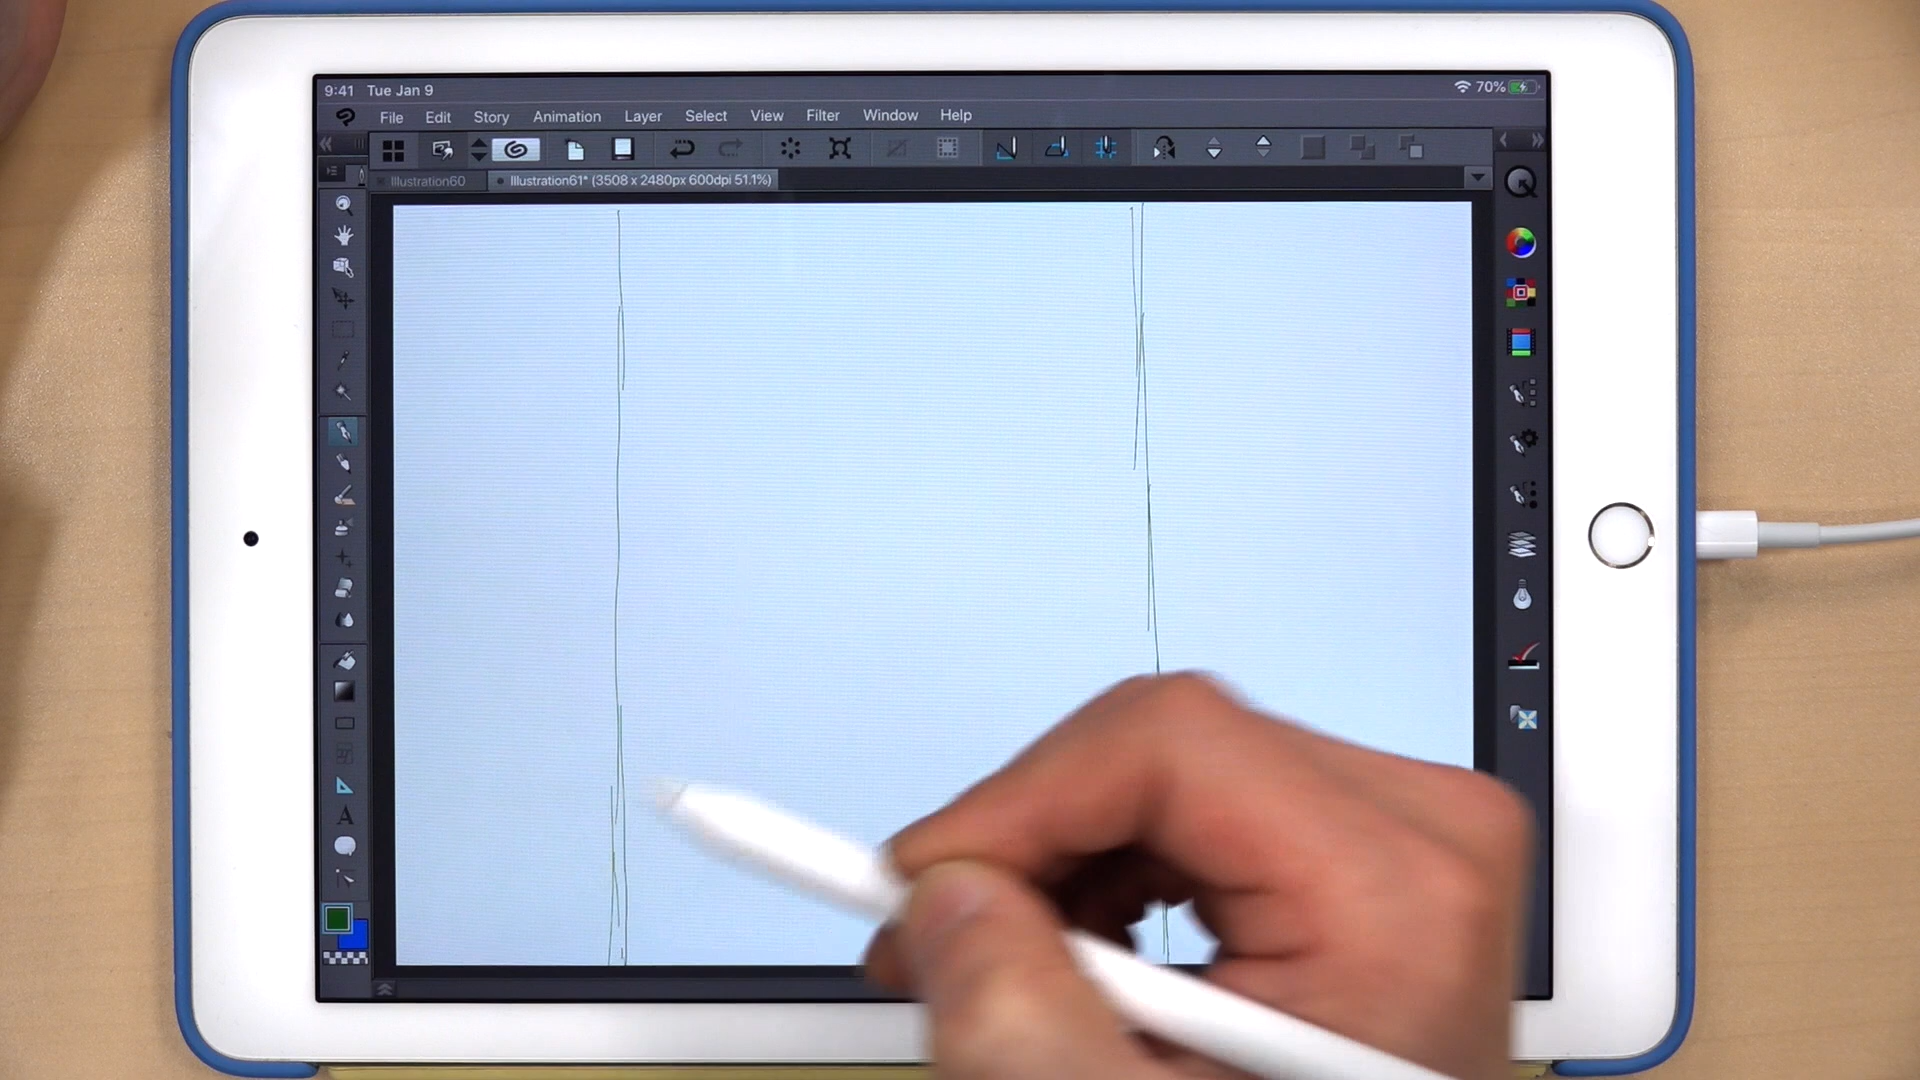 9:41 Tue Jan 9 70%
File Edit Story Animation Layer Select View Filter Window Help
Illustration60 Illustration61* (3508 x 2480px 600dpi 51.1%)
A